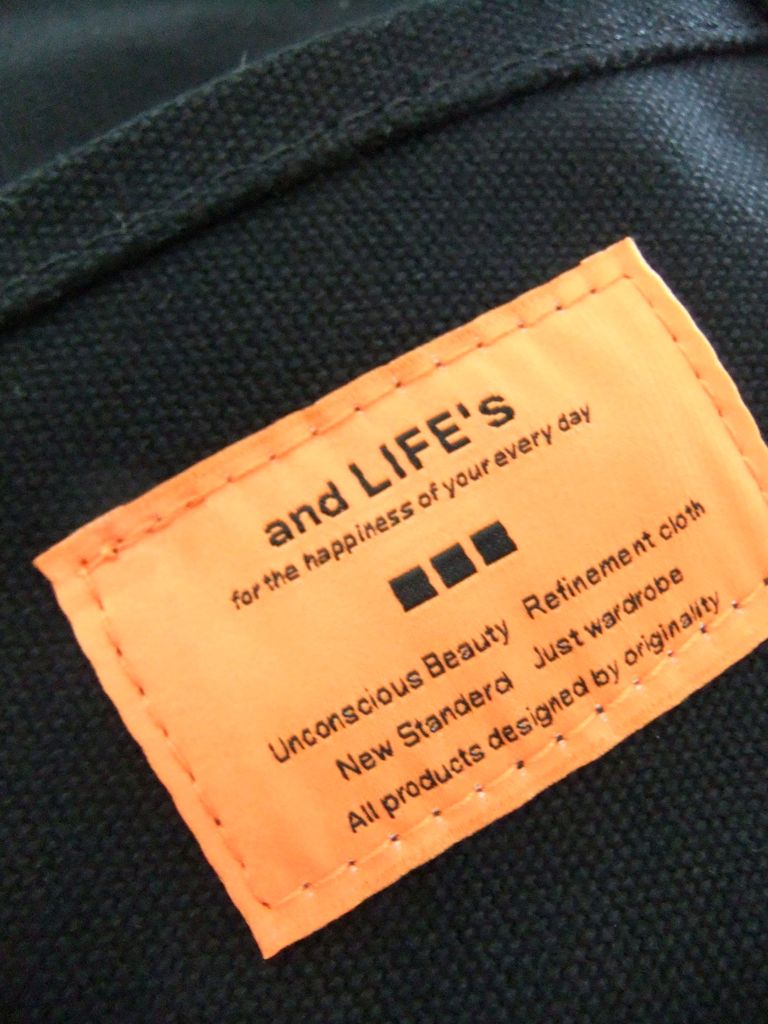 and LIFE's
for the happiness of your every day
Unconscious Beauty Refinement cloth
New Standerd Just wardrobe
All products designed by originality